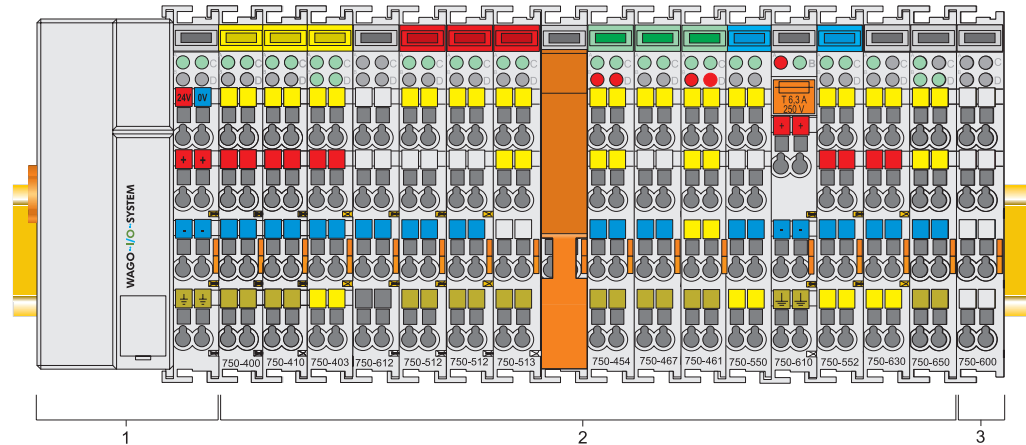 C C C C C C C C C C C C B C C C C
D D D D D D D D D D D D D D D D
24V 0V
T 6,3 A
250 V
+ +
+ +
WAGO-I/O-SYSTEM
- -
- -
750-400 750-410 750-403 750-612 750-512 750-512 750-513 750-454 750-467 750-461 750-550 750-610 750-552 750-630 750-650 750-600
1 2 3